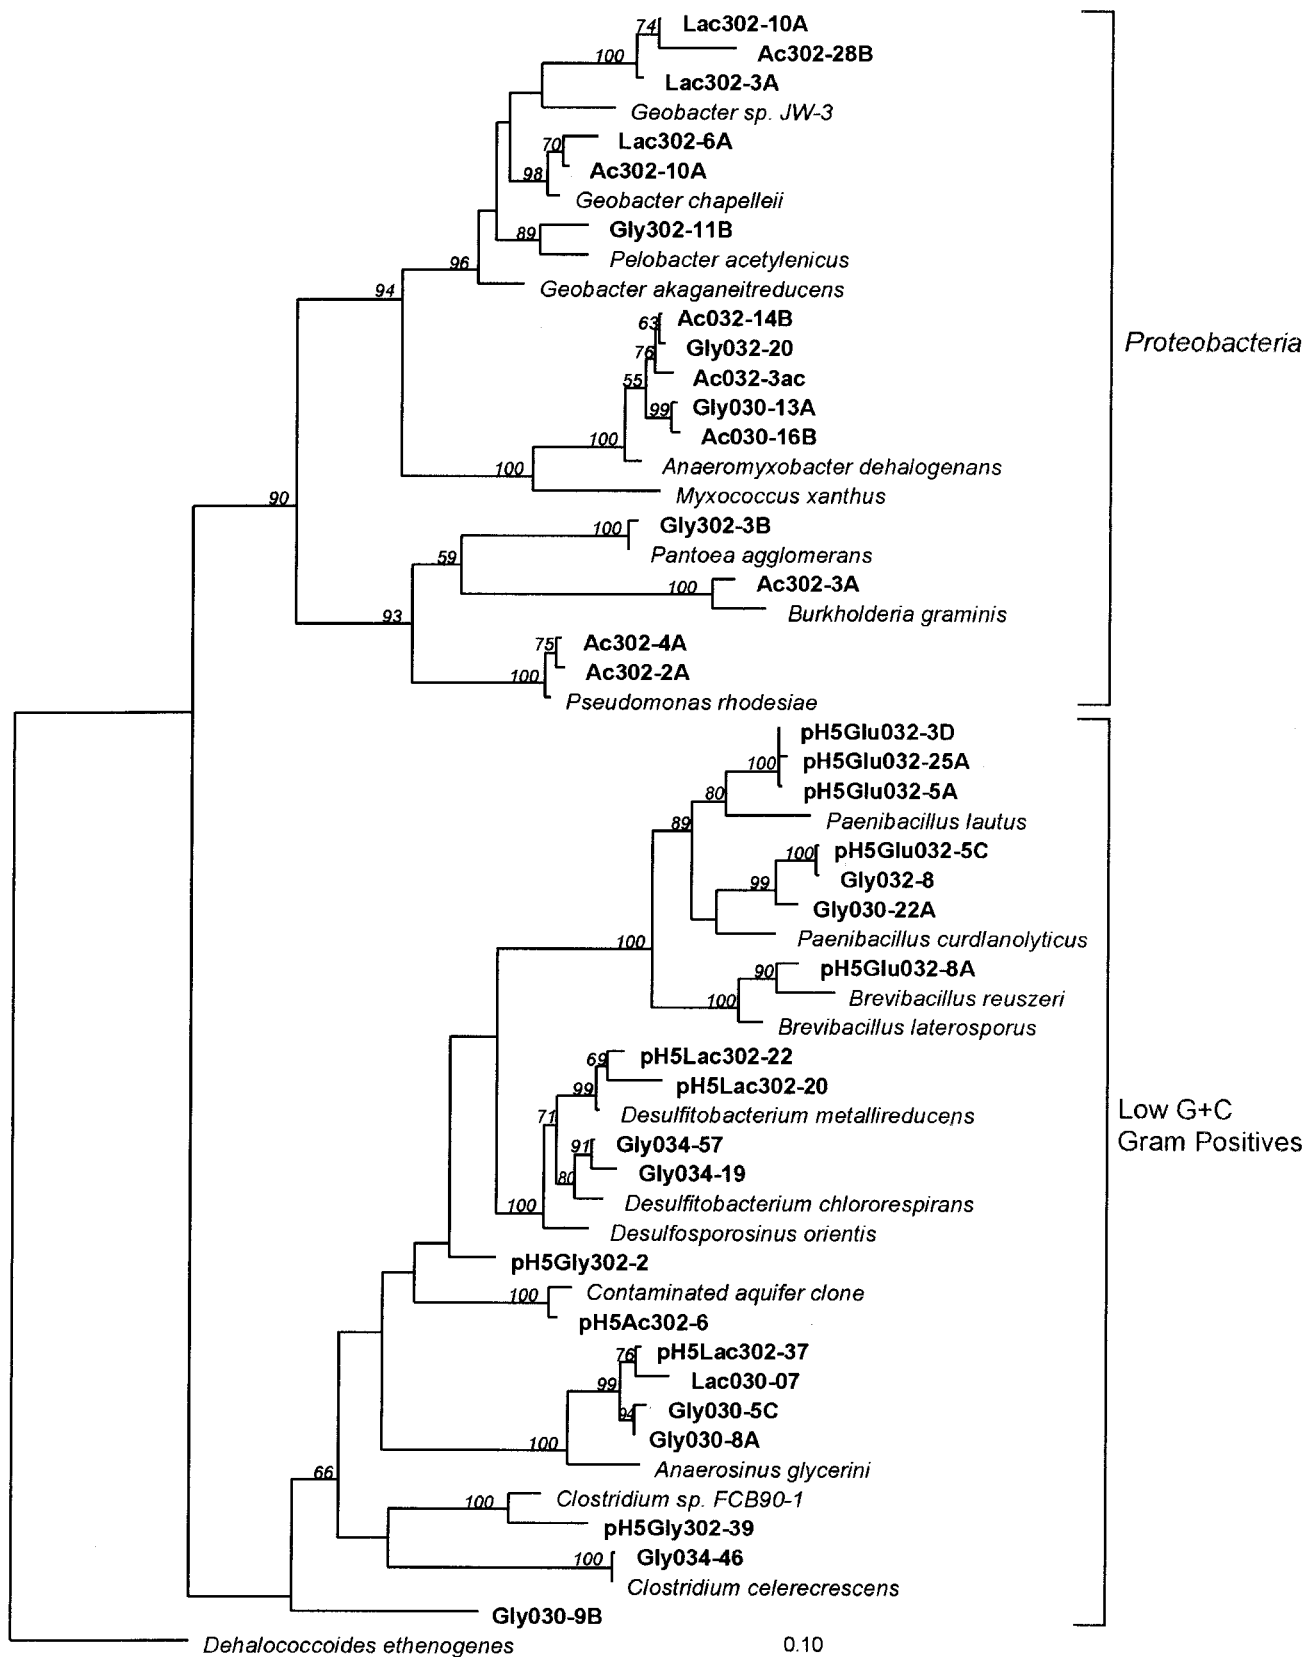 74
Lac302-10A
Ac302-28B
100
Lac302-3A
Geobacter sp. JW-3
Lac302-6A
70
Ac302-10A
98
Geobacter chapelleii
Gly302-11B
89
Pelobacter acetylenicus
96
Geobacter akaganeitreducens
94
Ac032-14B
63
Gly032-20
76
Proteobacteria
Ac032-3ac
55
Gly030-13A
99
Ac030-16B
100
Anaeromyxobacter dehalogenans
100
Myxococcus xanthus
90
Gly302-3B
100
Pantoea agglomerans
59
Ac302-3A
100
Burkholderia graminis
93
Ac302-4A
75
Ac302-2A
100
Pseudomonas rhodesiae
pH5Glu032-3D
pH5Glu032-25A
100
pH5Glu032-5A
80
Paenibacillus lautus
89
pH5Glu032-5C
100
Gly032-8
99
Gly030-22A
Paenibacillus curdlanolyticus
100
pH5Glu032-8A
90
Brevibacillus reuszeri
100
Brevibacillus laterosporus
pH5Lac302-22
69
pH5Lac302-20
99
Desulfitobacterium metallireducens
71
Low G+C
Gram Positives
Gly034-57
91
Gly034-19
80
Desulfitobacterium chlororespirans
100
Desulfosporosinus orientis
pH5Gly302-2
Contaminated aquifer clone
100
pH5Ac302-6
pH5Lac302-37
76
Lac030-07
99
Gly030-5C
94
Gly030-8A
100
Anaerosinus glycerini
66
Clostridium sp. FCB90-1
100
pH5Gly302-39
Gly034-46
100
Clostridium celerecrescens
Gly030-9B
Dehalococcoides ethenogenes
0.10